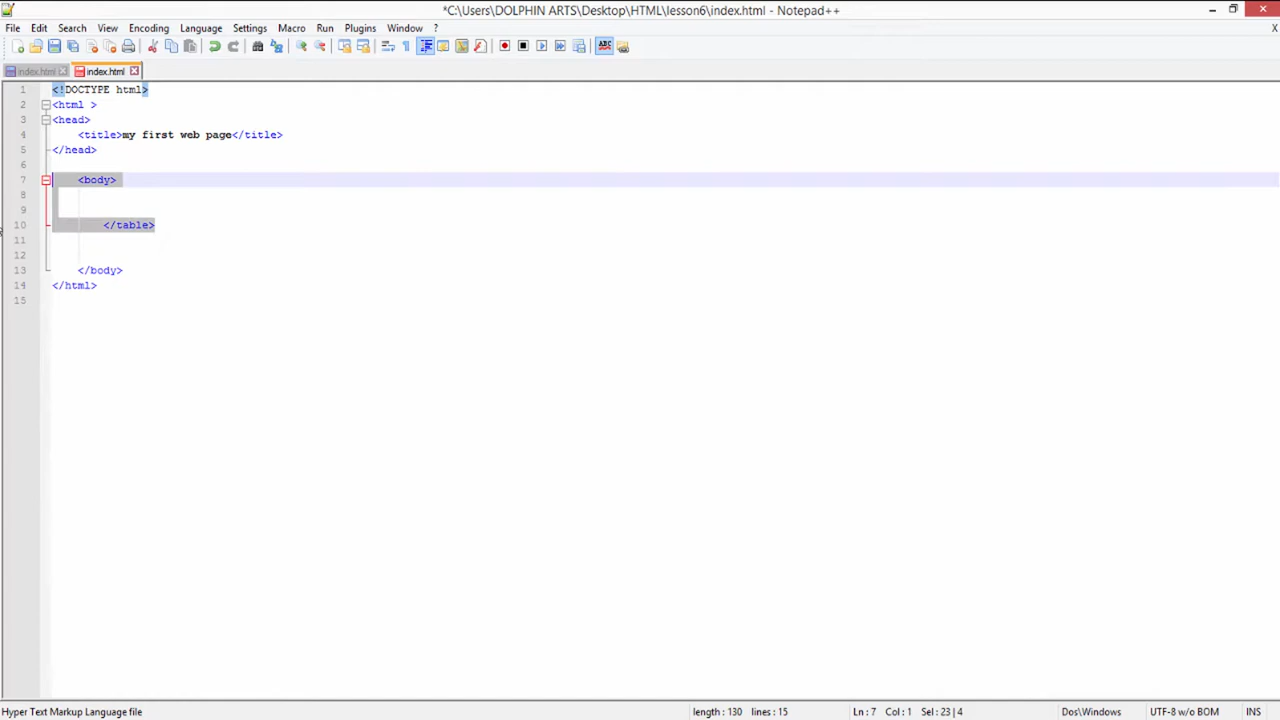 *C:\Users\DOLPHIN ARTS\Desktop\HTML\lesson6\index.html - Notepad++
File Edit Search View Encoding Language Settings Macro Run Plugins Window ? X
index.html index.html
1 <!DOCTYPE html>
2 <html >
3 <head>
4 <title>my first web page</title>
5 </head>
6
7 <body>
8
9
10 </table>
11
12
13 </body>
14 </html>
15
Hyper Text Markup Language file length : 130 lines : 15 Ln : 7 Col : 1 Sel : 23 | 4 Dos\Windows UTF-8 w/o BOM INS